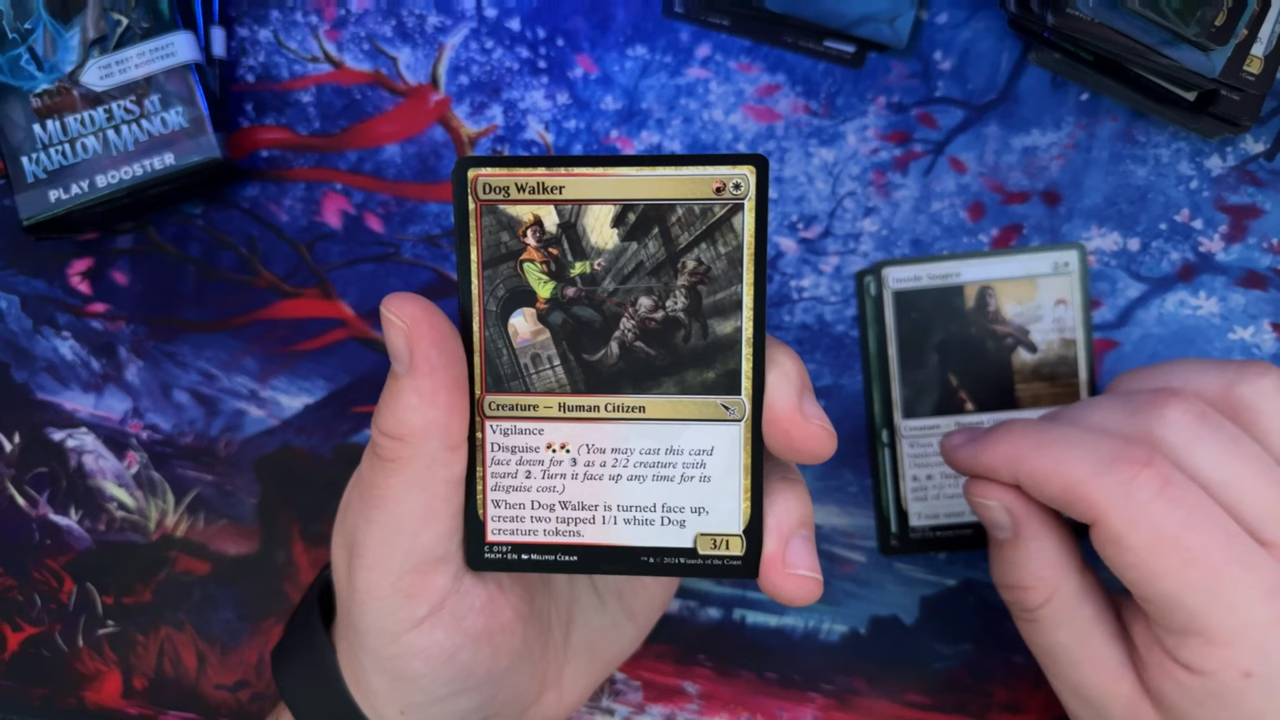 THE BEST OF DRAFT
AND SET BOOSTERS!
MURDERS AT
KARLOV MANOR
PLAY BOOSTER
Dog Walker
Creature — Human Citizen
Vigilance
Disguise (You may cast this card
face down for 3 as a 2/2 creature with
ward 2. Turn it face up any time for its
disguise cost.)
When Dog Walker is turned face up,
create two tapped 1/1 white Dog
creature tokens.
3/1
C 0197
MKM • EN Milivoj Ćeran
™ & © 2024 Wizards of the Coast
Inside Source
Creature — Human
When